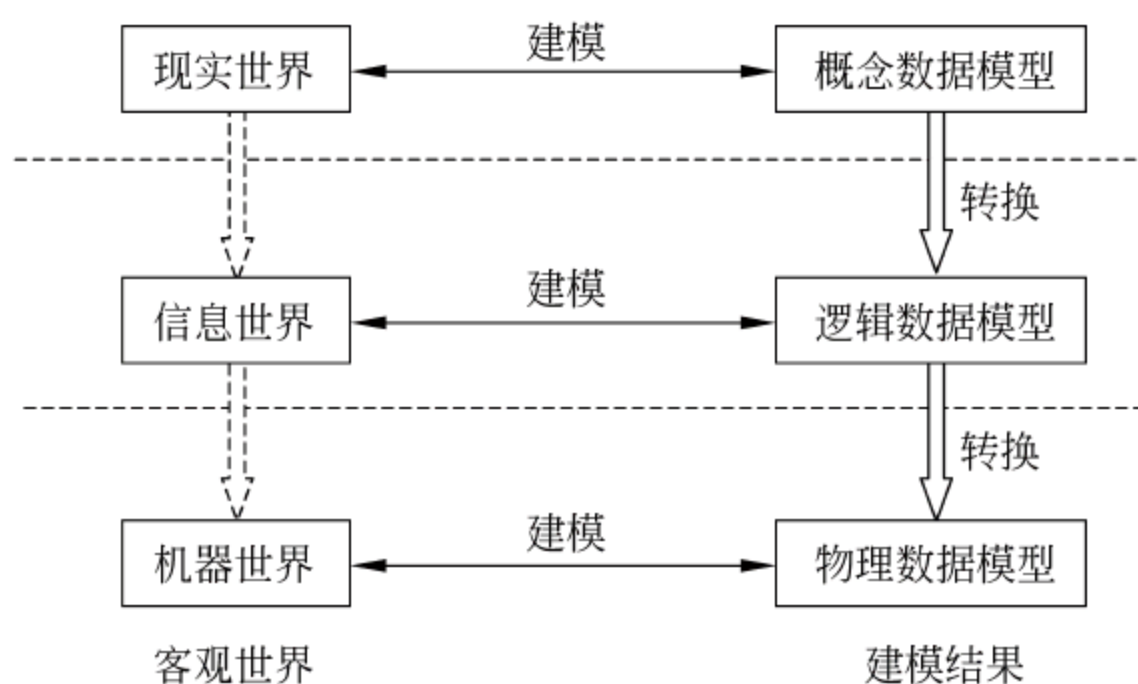 建模
现实世界
概念数据模型
转换
建模
信息世界
逻辑数据模型
转换
建模
机器世界
物理数据模型
客观世界
建模结果